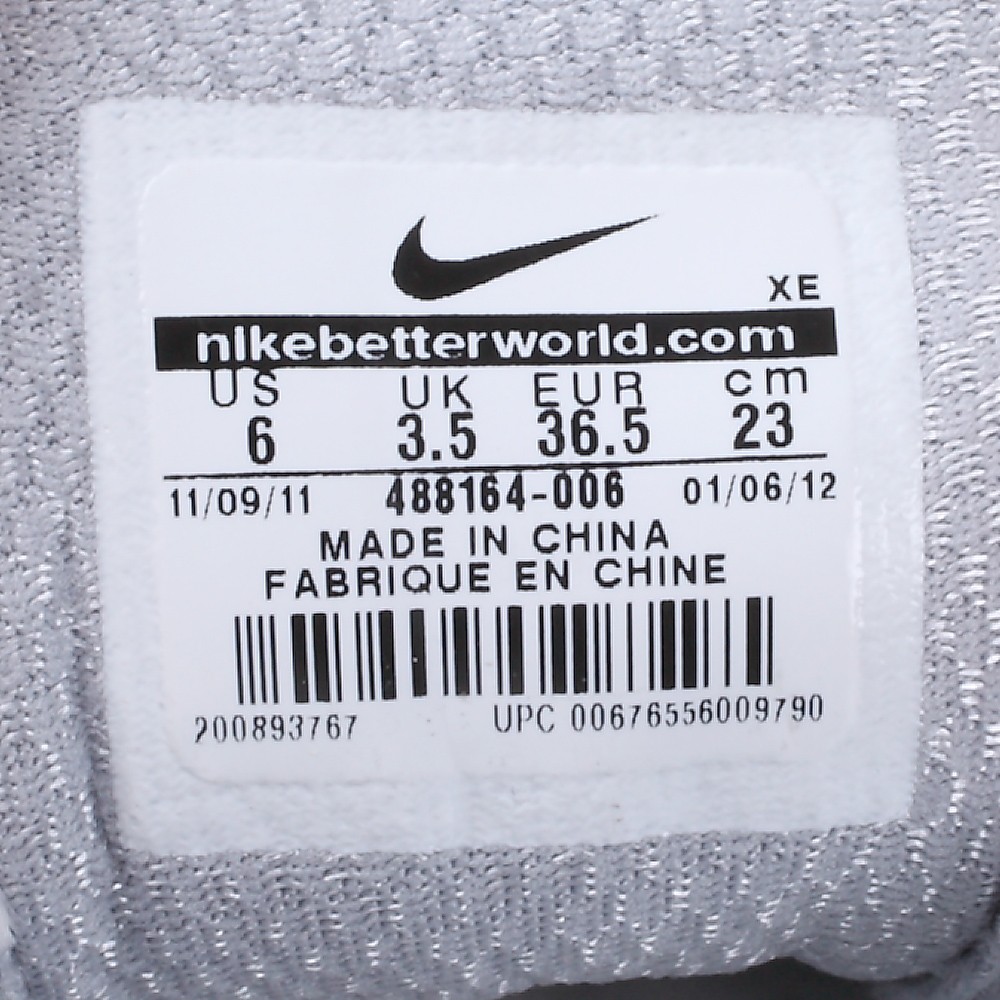 XE
nikebetterworld.com
US UK EUR cm
6 3.5 36.5 23
11/09/11 488164-006 01/06/12
MADE IN CHINA
FABRIQUE EN CHINE
200893767 UPC 00676556009790